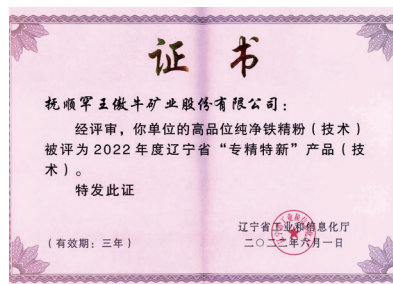 证书
抚顺罕王傲牛矿业股份有限公司：
经评审，你单位的高品位纯净铁精粉（技术）
被评为2022年度辽宁省“专精特新”产品（技
术）。
特发此证
辽宁省工业和信息化厅
（有效期：三年）
二〇二二年六月一日